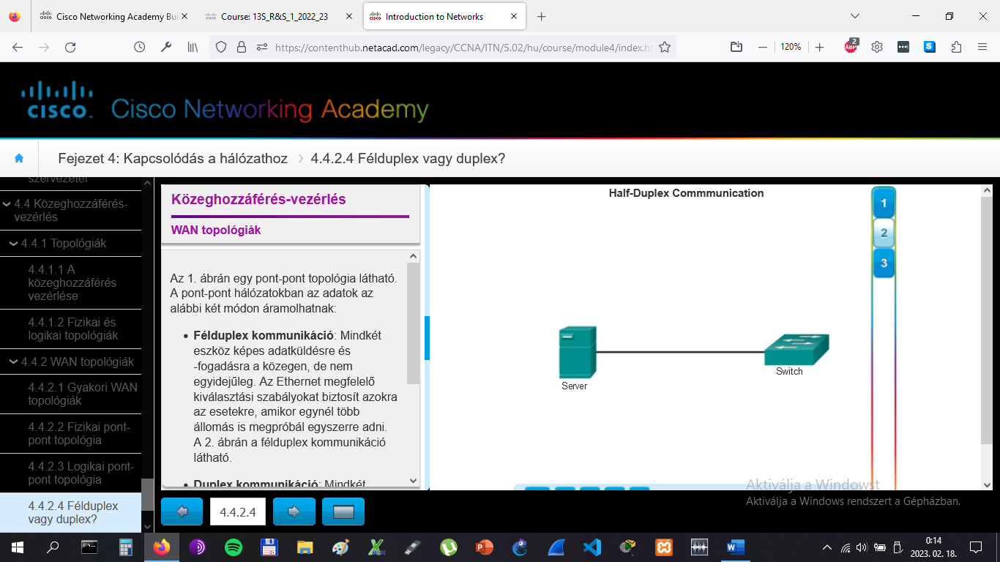 Cisco Networking Academy Bui
Course: 13S_R&S_1_2022_23
Introduction to Networks
https://contenthub.netacad.com/legacy/CCNA/ITN/5.02/hu/course/module4/index.h
120%
ABP
2
CISCO
Cisco Networking Academy
Fejezet 4: Kapcsolódás a hálózathoz
4.4.2.4 Félduplex vagy duplex?
szervezetei
4.4 Közeghozzáférés-
vezérlés
4.4.1 Topológiák
4.4.1.1 A
közeghozzáférés
vezérlése
4.4.1.2 Fizikai és
logikai topológiák
4.4.2 WAN topológiák
4.4.2.1 Gyakori WAN
topológiák
4.4.2.2 Fizikai pont-
pont topológia
4.4.2.3 Logikai pont-
pont topológia
4.4.2.4 Félduplex
vagy duplex?
Közeghozzáférés-vezérlés
WAN topológiák
Az 1. ábrán egy pont-pont topológia látható.
A pont-pont hálózatokban az adatok az
alábbi két módon áramolhatnak:
• Félduplex kommunikáció: Mindkét
eszköz képes adatküldésre és
-fogadásra a közegen, de nem
egyidejűleg. Az Ethernet megfelelő
kiválasztási szabályokat biztosít azokra
az esetekre, amikor egynél több
állomás is megpróbál egyszerre adni.
A 2. ábrán a félduplex kommunikáció
látható.
• Duplex kommunikáció: Mindkét
4.4.2.4
Half-Duplex Commmunication
Server
Switch
1
2
3
Aktiválja a Windowst
Aktiválja a Windows rendszert a Gépházban.
0:14
2023. 02. 18.